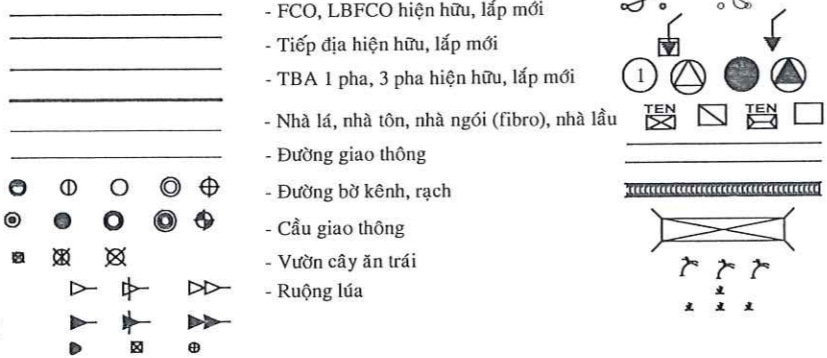 - FCO, LBFCO hiện hữu, lắp mới
- Tiếp địa hiện hữu, lắp mới
- TBA 1 pha, 3 pha hiện hữu, lắp mới
1
- Nhà lá, nhà tôn, nhà ngói (fibro), nhà lầu
TEN TEN
- Đường giao thông
- Đường bờ kênh, rạch
- Cầu giao thông
- Vườn cây ăn trái
- Ruộng lúa